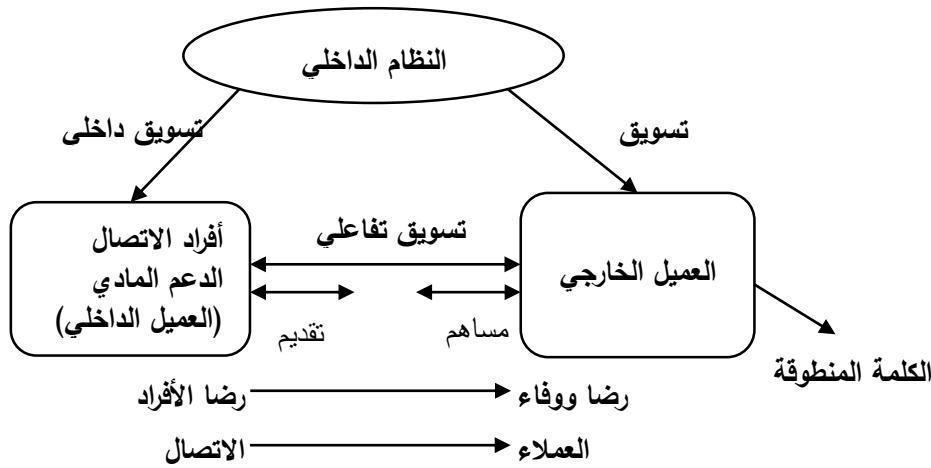 النظام الداخلي
تسويق
تسويق داخلى
تسويق تفاعلي
أفراد الاتصال
الدعم المادي
(العميل الداخلي)
العميل الخارجي
مساهم
تقديم
الكلمة المنطوقة
رضا الأفراد
رضا ووفاء
الاتصال
العملاء